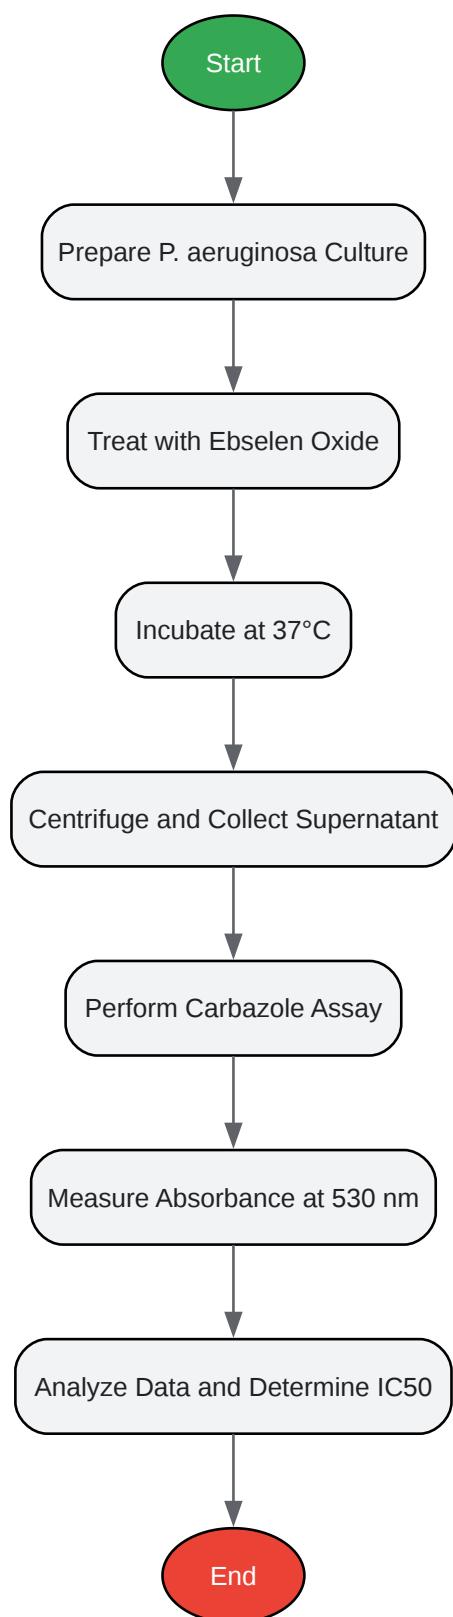 Start
Prepare P. aeruginosa Culture
Treat with Ebselen Oxide
Incubate at 37°C
Centrifuge and Collect Supernatant
Perform Carbazole Assay
Measure Absorbance at 530 nm
Analyze Data and Determine IC50
End